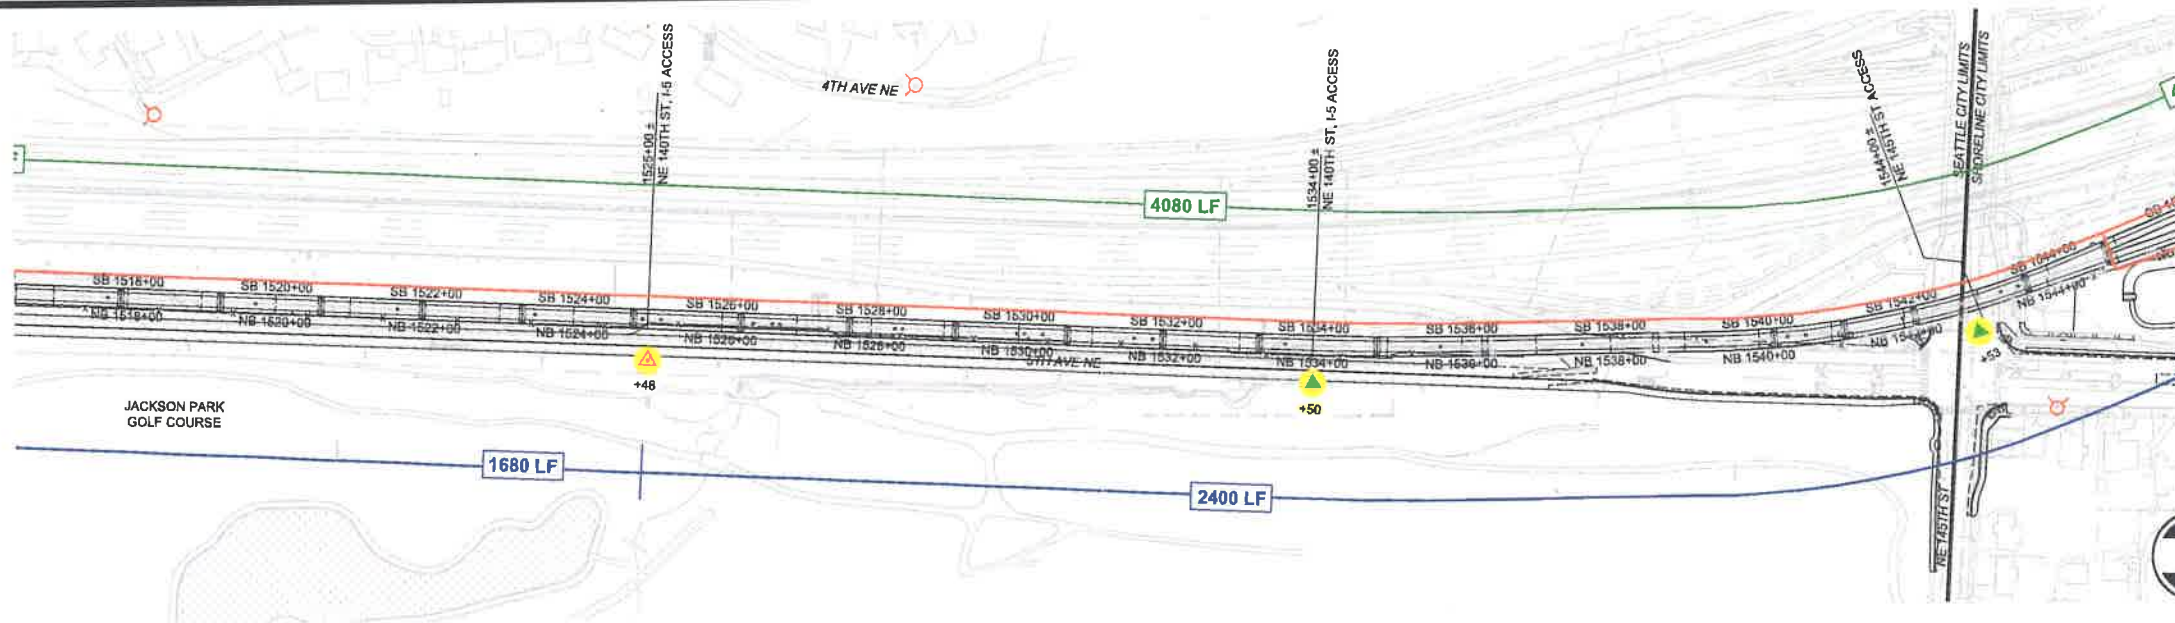 4TH AVE NE
1525+00 ±
NE 140TH ST, I-5 ACCESS
1534+00 ±
NE 140TH ST, I-5 ACCESS
1544+00 ±
NE 145TH ST ACCESS
SEATTLE CITY LIMITS
SHORELINE CITY LIMITS
4080 LF
SB 1518+00
SB 1520+00
SB 1522+00
SB 1524+00
SB 1526+00
SB 1528+00
SB 1530+00
SB 1532+00
SB 1534+00
SB 1536+00
SB 1538+00
SB 1540+00
SB 1542+00
SB 1544+00
NB 1518+00
NB 1520+00
NB 1522+00
NB 1524+00
NB 1526+00
NB 1528+00
NB 1530+00
NB 1532+00
NB 1534+00
NB 1536+00
NB 1538+00
NB 1540+00
NB 1544+00
5TH AVE NE
+48
+50
+53
JACKSON PARK
GOLF COURSE
1680 LF
2400 LF
NE 145TH ST